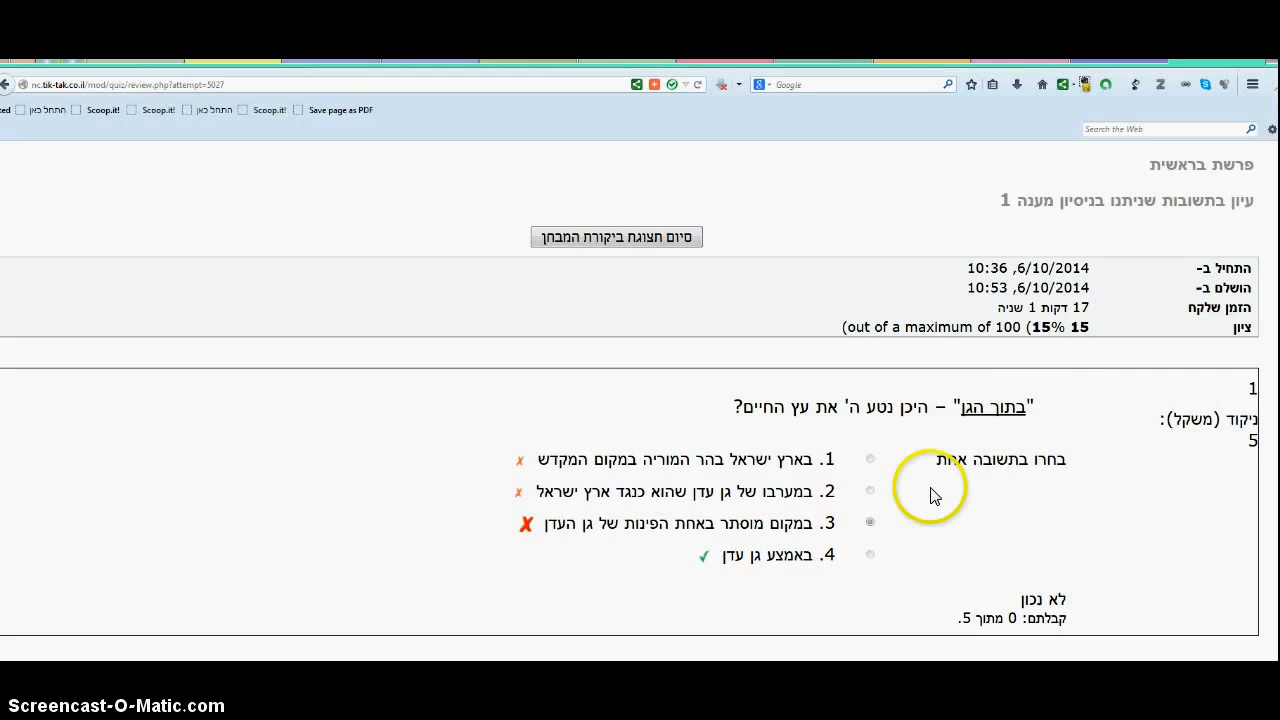 nc.tik-tak.co.il/mod/quiz/review.php?attempt=5027
Google
התחל כאן Scoop.it! Scoop.it! התחל כאן Scoop.it! Save page as PDF
Search the Web
פרשת בראשית
עיון בתשובות שניתנו בניסיון מענה 1
סיום תצוגת ביקורת המבחן
התחיל ב- 6/10/2014, 10:36
הושלם ב- 6/10/2014, 10:53
הזמן שלקח 17 דקות 1 שניה
ציון 15 (out of a maximum of 100 (15%
1
ניקוד (משקל):
5
"בתוך הגן" – היכן נטע ה' את עץ החיים?
בחרו בתשובה אחת
1. בארץ ישראל בהר המוריה במקום המקדש
2. במערבו של גן עדן שהוא כנגד ארץ ישראל
3. במקום מוסתר באחת הפינות של גן העדן
4. באמצע גן עדן
לא נכון
קבלתם: 0 מתוך 5.
Screencast-O-Matic.com